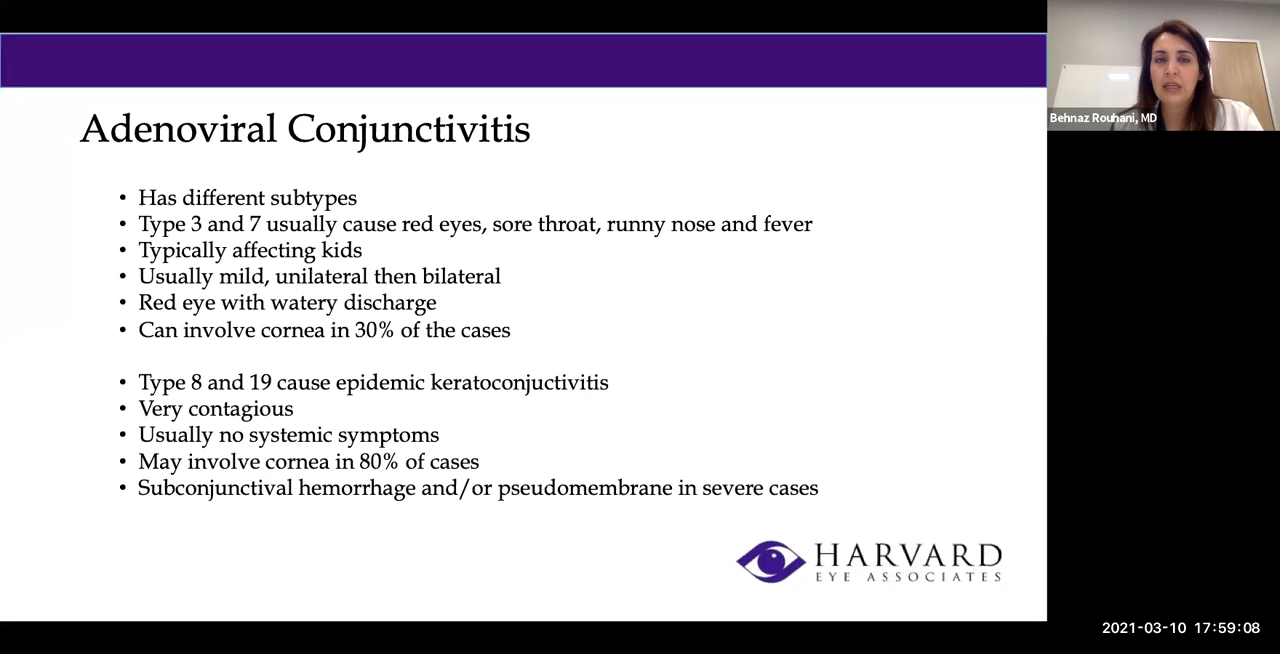 Adenoviral Conjunctivitis
• Has different subtypes
• Type 3 and 7 usually cause red eyes, sore throat, runny nose and fever
• Typically affecting kids
• Usually mild, unilateral then bilateral
• Red eye with watery discharge
• Can involve cornea in 30% of the cases
• Type 8 and 19 cause epidemic keratoconjuctivitis
• Very contagious
• Usually no systemic symptoms
• May involve cornea in 80% of cases
• Subconjunctival hemorrhage and/or pseudomembrane in severe cases
HARVARD
EYE ASSOCIATES
Behnaz Rouhani, MD
2021-03-10 17:59:08